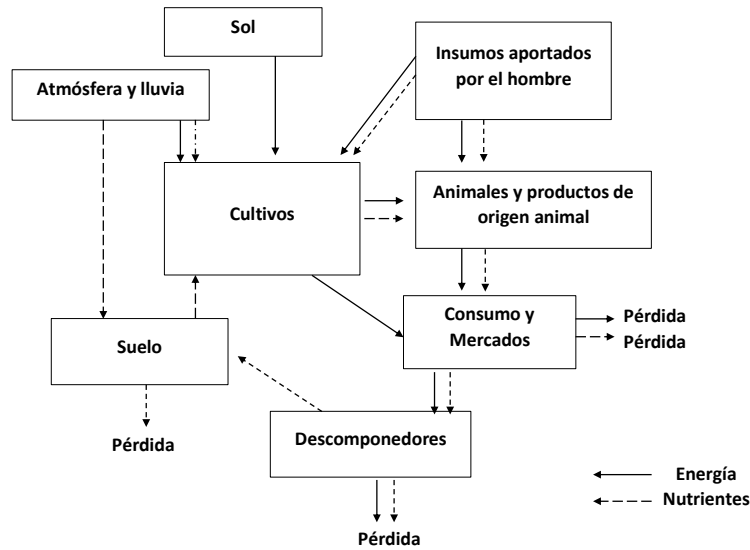 Sol
Insumos aportados
por el hombre
Atmósfera y lluvia
Cultivos
Animales y productos de
origen animal
Consumo y
Mercados
Pérdida
Pérdida
Suelo
Pérdida
Descomponedores
Pérdida
Energía
Nutrientes